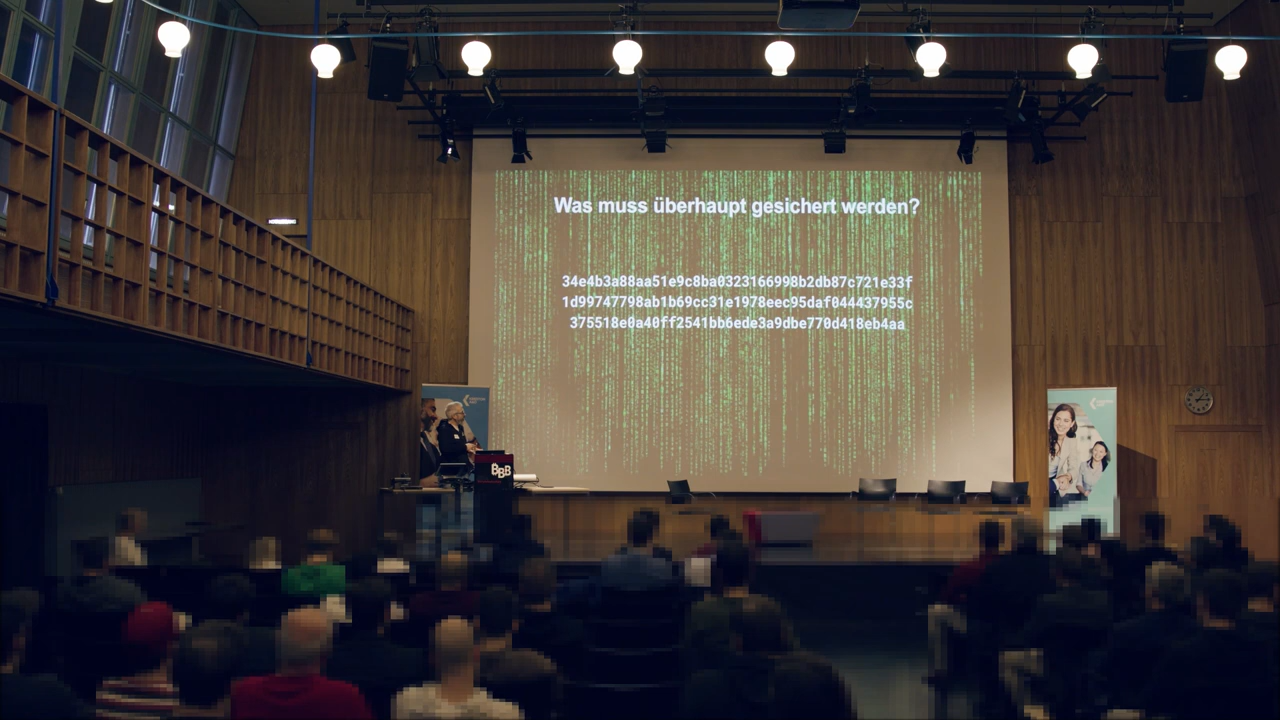 Was muss überhaupt gesichert werden?
34e4b3a88aa51e9c8ba0323166998b2db87c721e33f
1d99747798ab1b69cc31e1978eec95daf044437955c
375518e0a40ff2541bb6ede3a9dbe770d418eb4aa
BBB